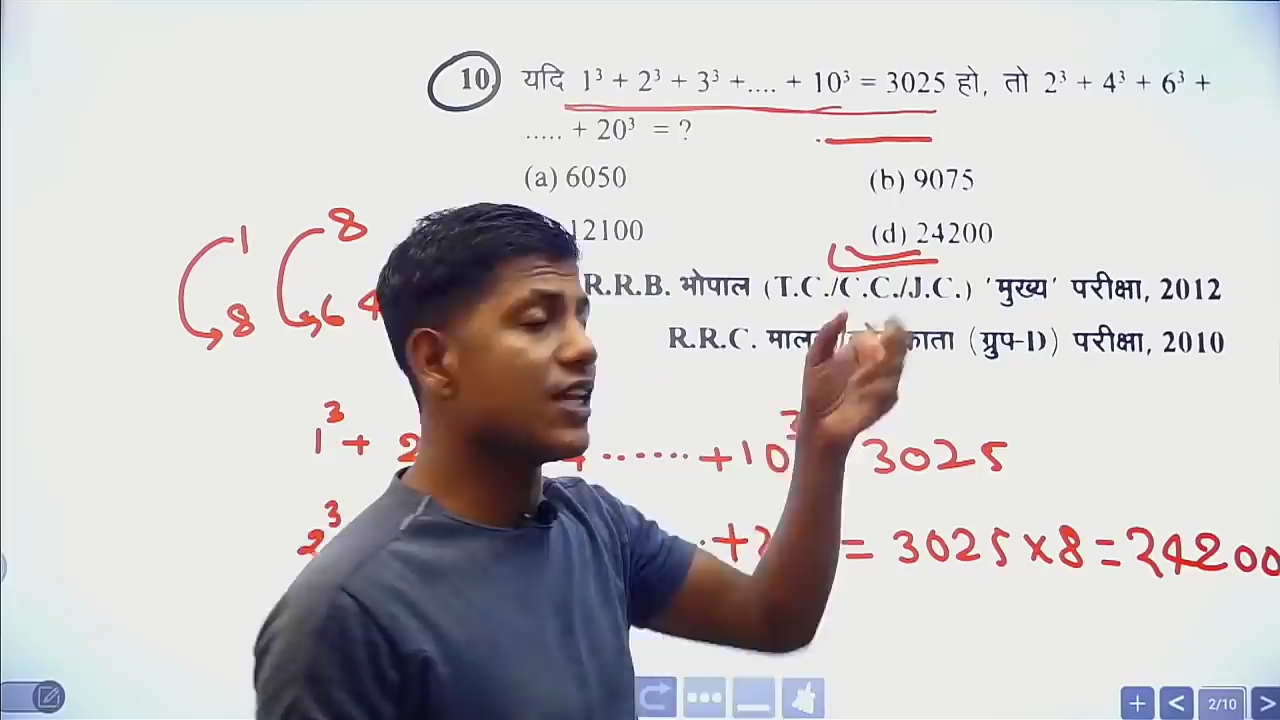 10. यदि 1³ + 2³ + 3³ +.... + 10³ = 3025 हो, तो 2³ + 4³ + 6³ +
..... + 20³ = ?
(a) 6050 (b) 9075
12100 (d) 24200
R.R.B. भोपाल (T.C./C.C./J.C.) 'मुख्य' परीक्षा, 2012
R.R.C. (ग्रुप-D) परीक्षा, 2010
1 8
8 64
1³ + 2 + ...... + 10³ 3025
2³ + = 3025 × 8 = 24200
2/10